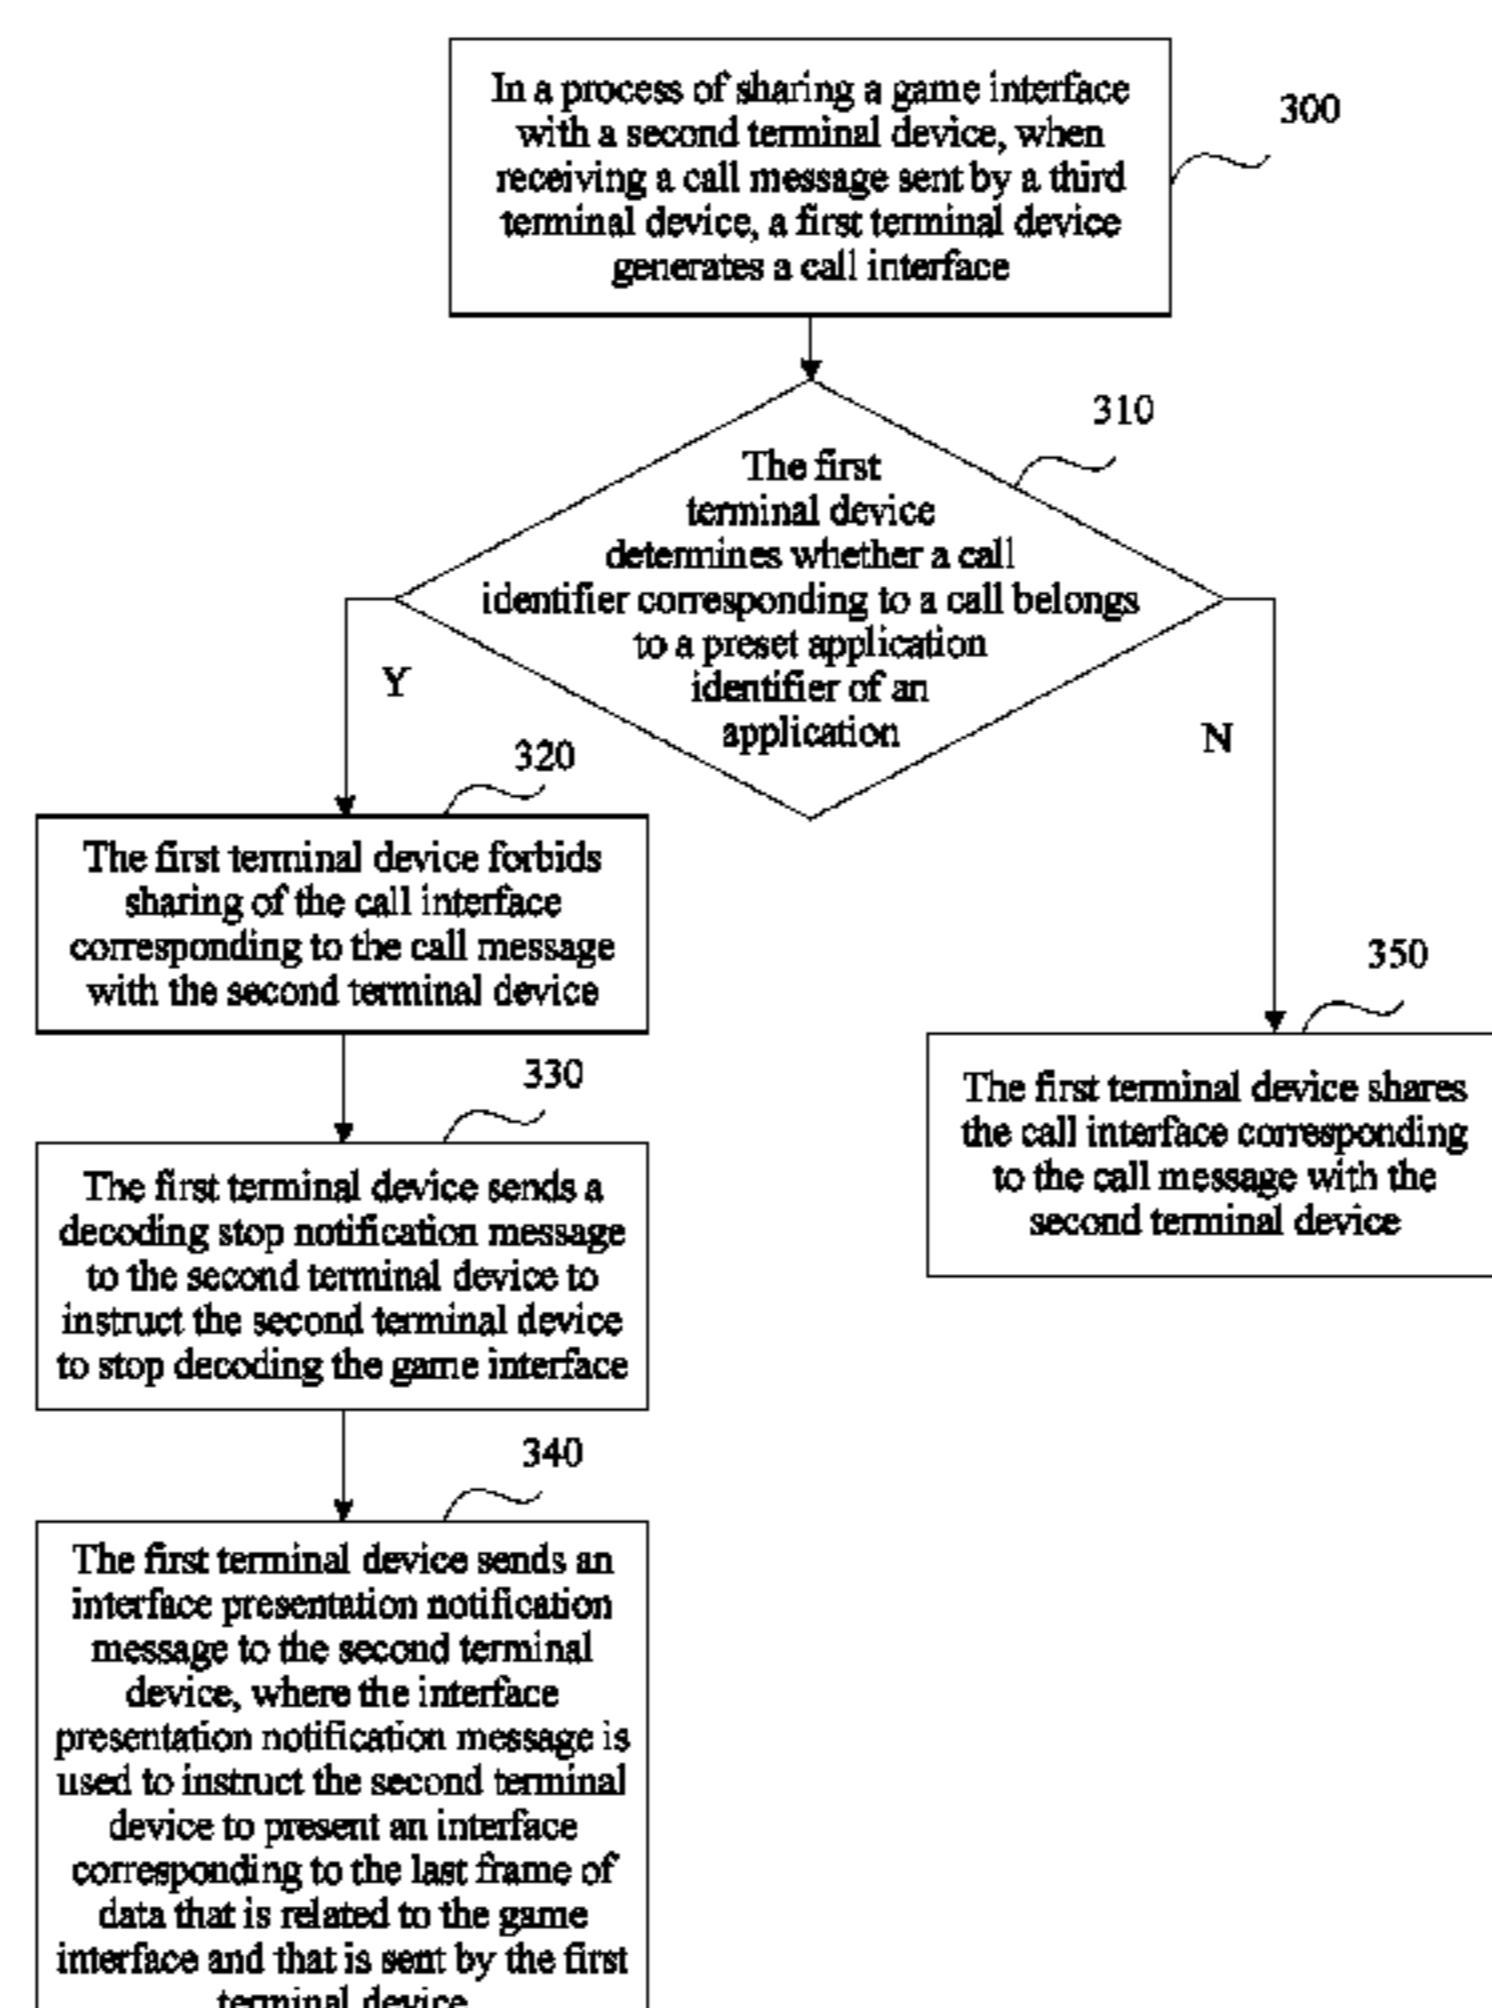 In a process of sharing a game interface
with a second terminal device, when
receiving a call message sent by a third
terminal device, a first terminal device
generates a call interface
300
310
The first
terminal device
determines whether a call
identifier corresponding to a call belongs
to a preset application
identifier of an
application
Y
N
320
The first terminal device forbids
sharing of the call interface
corresponding to the call message
with the second terminal device
330
The first terminal device sends a
decoding stop notification message
to the second terminal device to
instruct the second terminal device
to stop decoding the game interface
350
The first terminal device shares
the call interface corresponding
to the call message with the
second terminal device
340
The first terminal device sends an
interface presentation notification
message to the second terminal
device, where the interface
presentation notification message is
used to instruct the second terminal
device to present an interface
corresponding to the last frame of
data that is related to the game
interface and that is sent by the first
terminal device